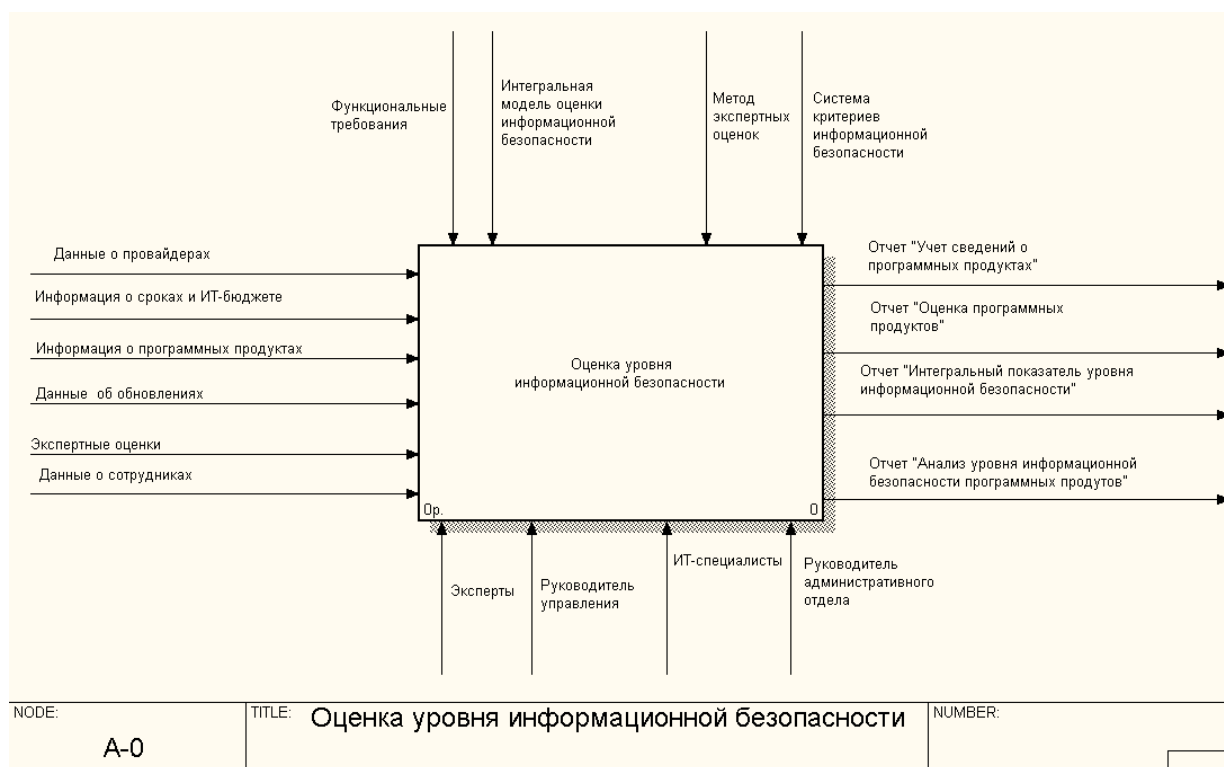 Функциональные
требования
Интегральная
модель оценки
информационной
безопасности
Метод
экспертных
оценок
Система
критериев
информационной
безопасности
Данные о провайдерах
Информация о сроках и ИТ-бюджете
Информация о программных продуктах
Данные об обновлениях
Экспертные оценки
Данные о сотрудниках
Оценка уровня
информационной безопасности
0р.
0
Отчет "Учет сведений о
программных продуктах"
Отчет "Оценка программных
продуктов"
Отчет "Интегральный показатель уровня
информационной безопасности"
Отчет "Анализ уровня информационной
безопасности программных продутов"
Эксперты
Руководитель
управления
ИТ-специалисты
Руководитель
административного
отдела
NODE:
A-0
TITLE:
Оценка уровня информационной безопасности
NUMBER: